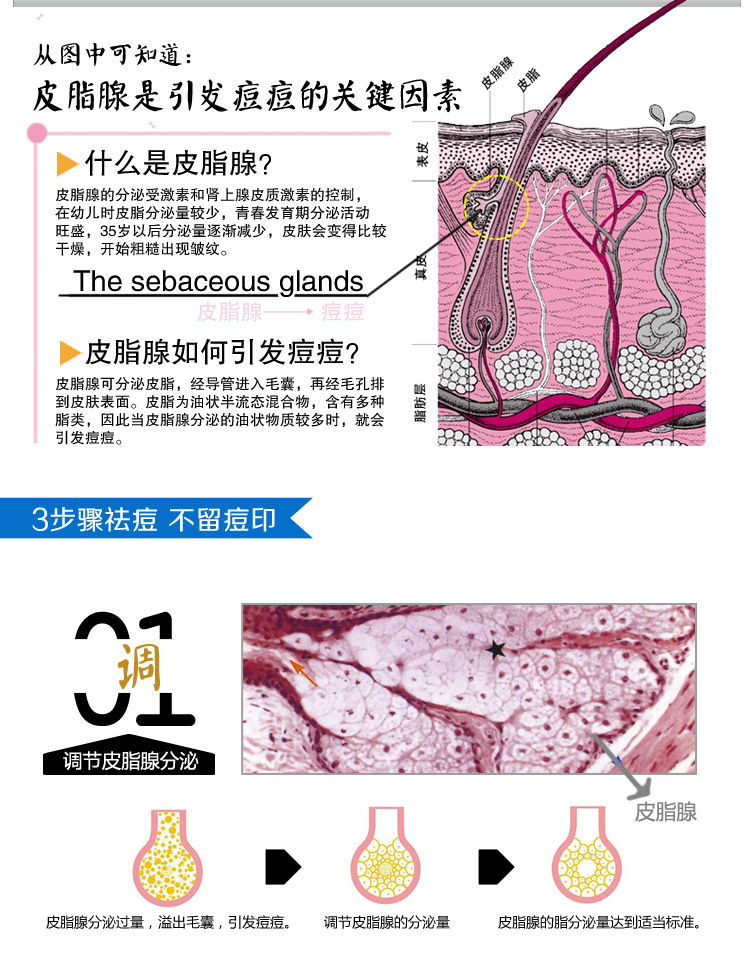 从图中可知道：
皮脂腺是引发痘痘的关键因素
皮脂腺
皮脂
表皮
真皮
脂肪层
什么是皮脂腺？
皮脂腺的分泌受激素和肾上腺皮质激素的控制，
在幼儿时皮脂分泌量较少，青春发育期分泌活动
旺盛，35岁以后分泌量逐渐减少，皮肤会变得比较
干燥，开始粗糙出现皱纹。
The sebaceous glands
皮脂腺 → 痘痘
皮脂腺如何引发痘痘？
皮脂腺可分泌皮脂，经导管进入毛囊，再经毛孔排
到皮肤表面。皮脂为油状半流态混合物，含有多种
脂类，因此当皮脂腺分泌的油状物质较多时，就会
引发痘痘。
3步骤祛痘 不留痘印
01
调
调节皮脂腺分泌
皮脂腺
皮脂腺分泌过量，溢出毛囊，引发痘痘。
调节皮脂腺的分泌量
皮脂腺的脂分泌量达到适当标准。